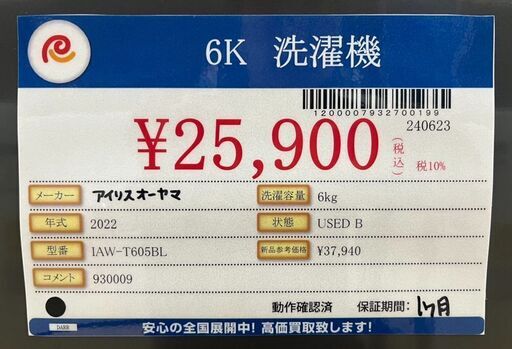 6K 洗濯機
1200007932700199
240623
¥25,900
(税込)
税10%
メーカー アイリスオーヤマ
洗濯容量 6kg
年式 2022
状態 USED B
型番 IAW-T605BL
新品参考価格 ¥37,940
コメント 930009
動作確認済 保証期間: 1ヶ月
DARR
安心の全国展開中! 高価買取致します!